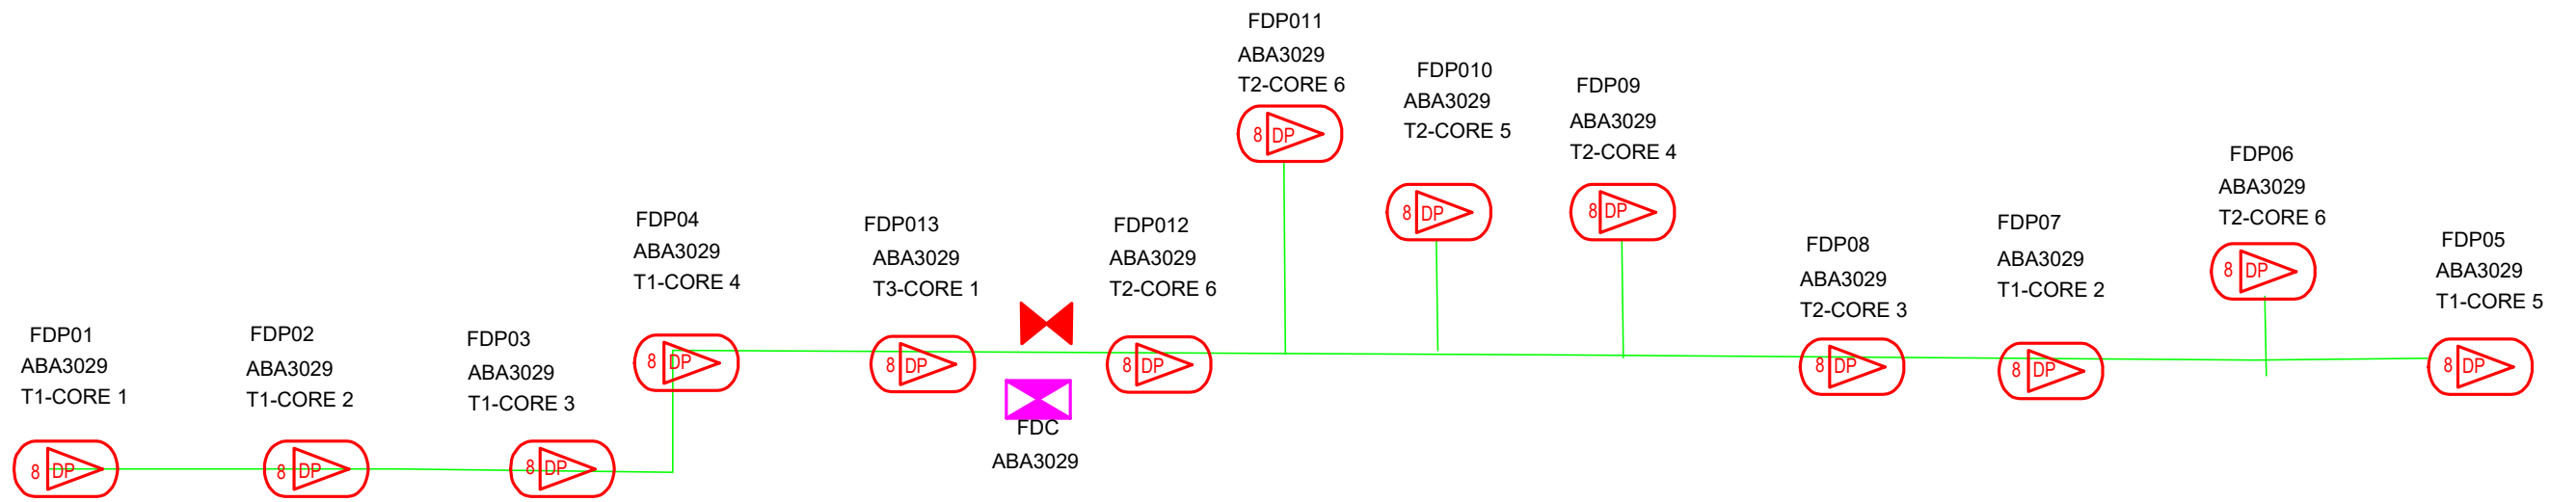 FDP011
ABA3029
T2-CORE 6
8 DP
FDP010
ABA3029
T2-CORE 5
8 DP
FDP09
ABA3029
T2-CORE 4
8 DP
FDP06
ABA3029
T2-CORE 6
8 DP
FDP04
ABA3029
T1-CORE 4
8 DP
FDP013
ABA3029
T3-CORE 1
8 DP
FDP012
ABA3029
T2-CORE 6
8 DP
FDP08
ABA3029
T2-CORE 3
8 DP
FDP07
ABA3029
T1-CORE 2
8 DP
FDP05
ABA3029
T1-CORE 5
8 DP
FDP01
ABA3029
T1-CORE 1
8 DP
FDP02
ABA3029
T1-CORE 2
8 DP
FDP03
ABA3029
T1-CORE 3
8 DP
FDC
ABA3029